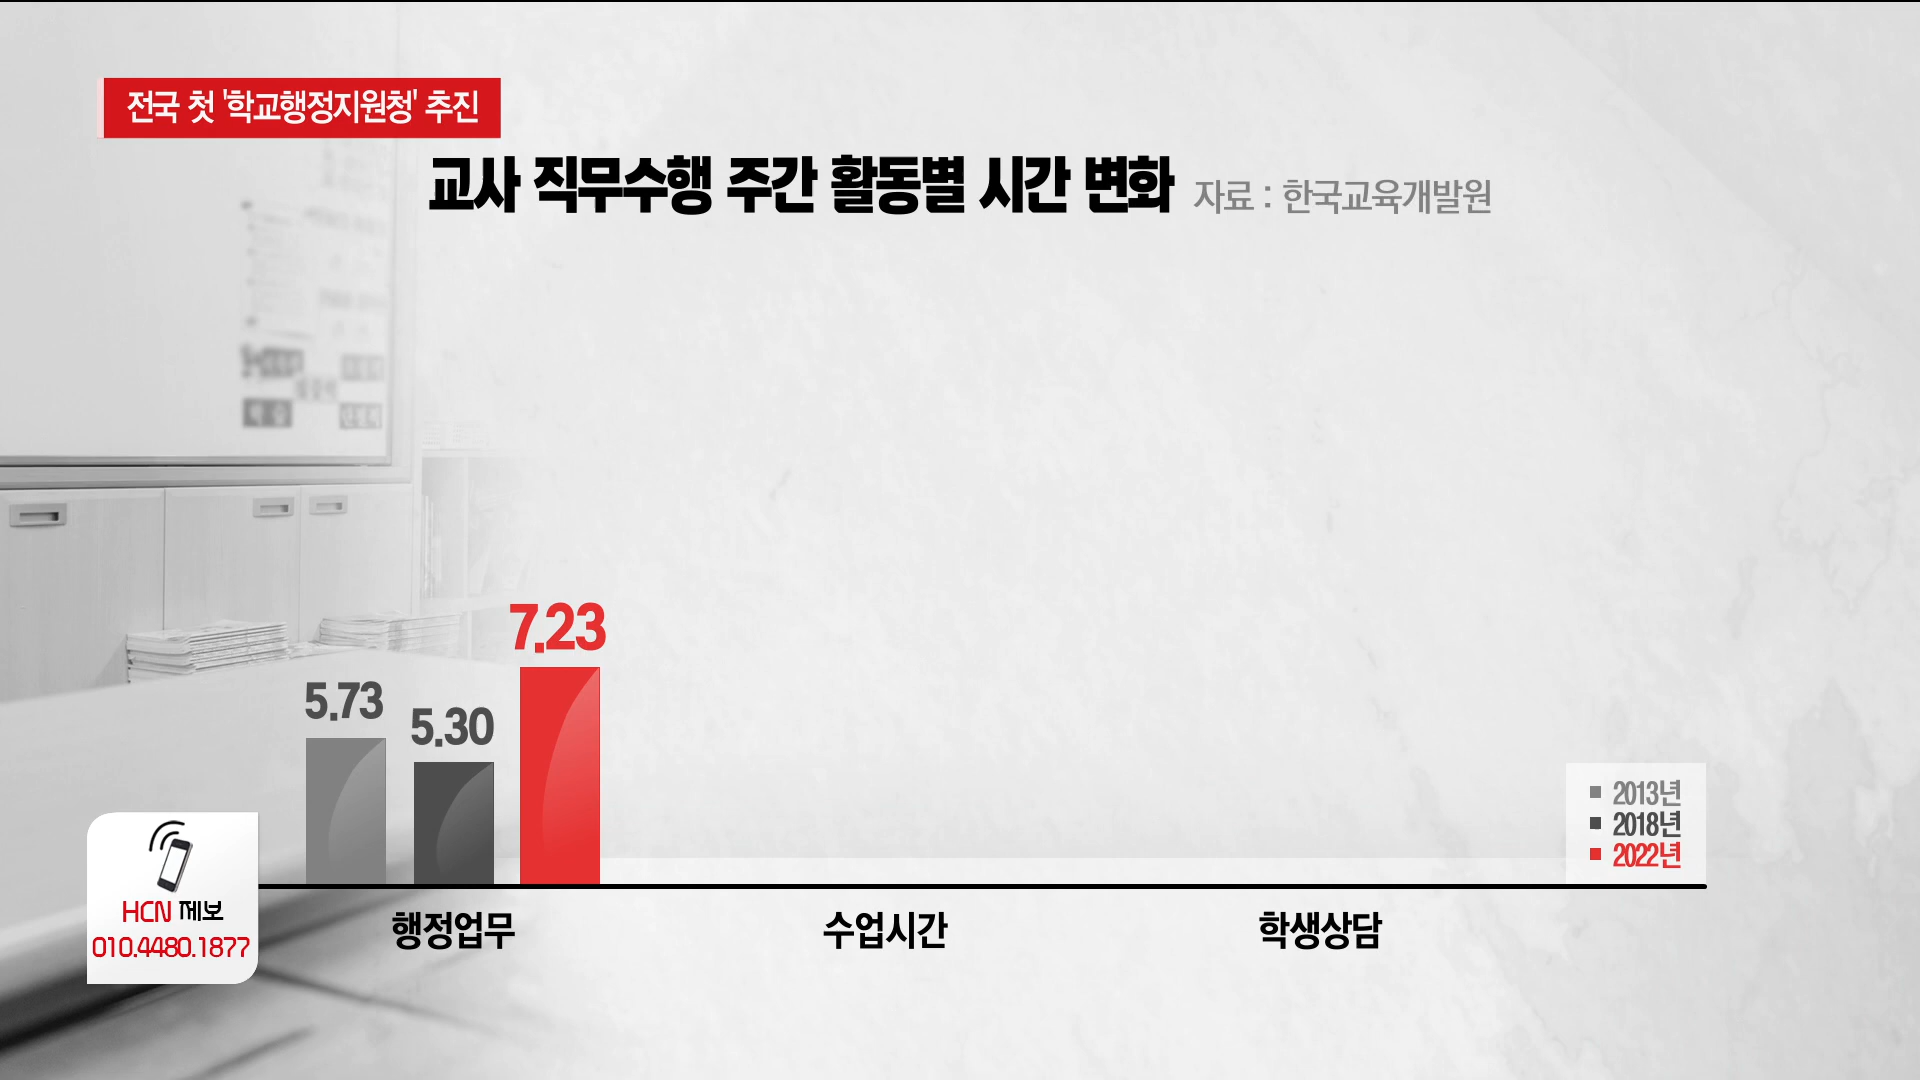 전국 첫 '학교행정지원청' 추진
교사 직무수행 주간 활동별 시간 변화 자료 : 한국교육개발원
7.23
5.73
5.30
2013년
2018년
2022년
HCN 제보
010.4480.1877
행정업무 수업시간 학생상담